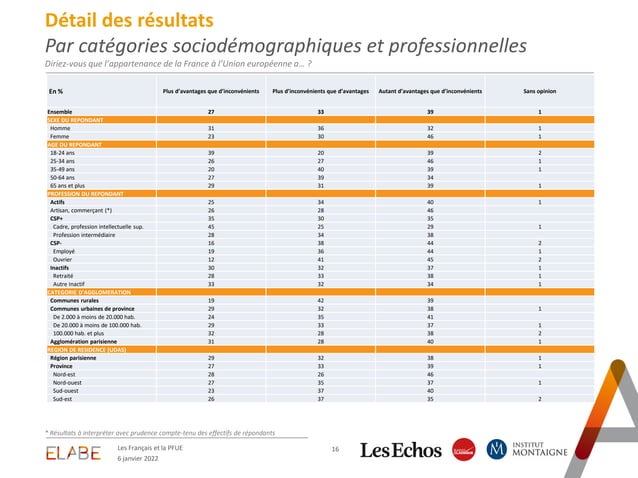 Détail des résultats
Par catégories sociodémographiques et professionnelles
Diriez-vous que l'appartenance de la France à l'Union européenne a… ?
En % Plus d'avantages que d'inconvénients Plus d'inconvénients que d'avantages Autant d'avantages que d'inconvénients Sans opinion
Ensemble 27 33 39 1
SEXE DU REPONDANT
Homme 31 36 32 1
Femme 23 30 46 1
AGE DU REPONDANT
18-24 ans 39 20 39 2
25-34 ans 26 27 46 1
35-49 ans 20 40 39 1
50-64 ans 27 39 34
65 ans et plus 29 31 39 1
PROFESSION DU REPONDANT
Actifs 25 34 40 1
Artisan, commerçant (*) 26 28 46
CSP+ 35 30 35
Cadre, profession intellectuelle sup. 45 25 29 1
Profession intermédiaire 28 34 38
CSP- 16 38 44 2
Employé 19 36 44 1
Ouvrier 12 41 45 2
Inactifs 30 32 37 1
Retraité 28 33 38 1
Autre Inactif 33 32 34 1
CATEGORIE D'AGGLOMERATION
Communes rurales 19 42 39
Communes urbaines de province 29 32 38 1
De 2.000 à moins de 20.000 hab. 24 35 41
De 20.000 à moins de 100.000 hab. 29 33 37 1
100.000 hab. et plus 32 28 38 2
Agglomération parisienne 31 28 40 1
REGION DE RESIDENCE (UDA5)
Région parisienne 29 32 38 1
Province 27 33 39 1
Nord-est 28 26 46
Nord-ouest 27 35 37 1
Sud-ouest 23 37 40
Sud-est 26 37 35 2
* Résultats à interpréter avec prudence compte-tenu des effectifs de répondants
ELABE
Les Français et la PFUE
6 janvier 2022
16
Les Echos
INSTITUT
MONTAIGNE